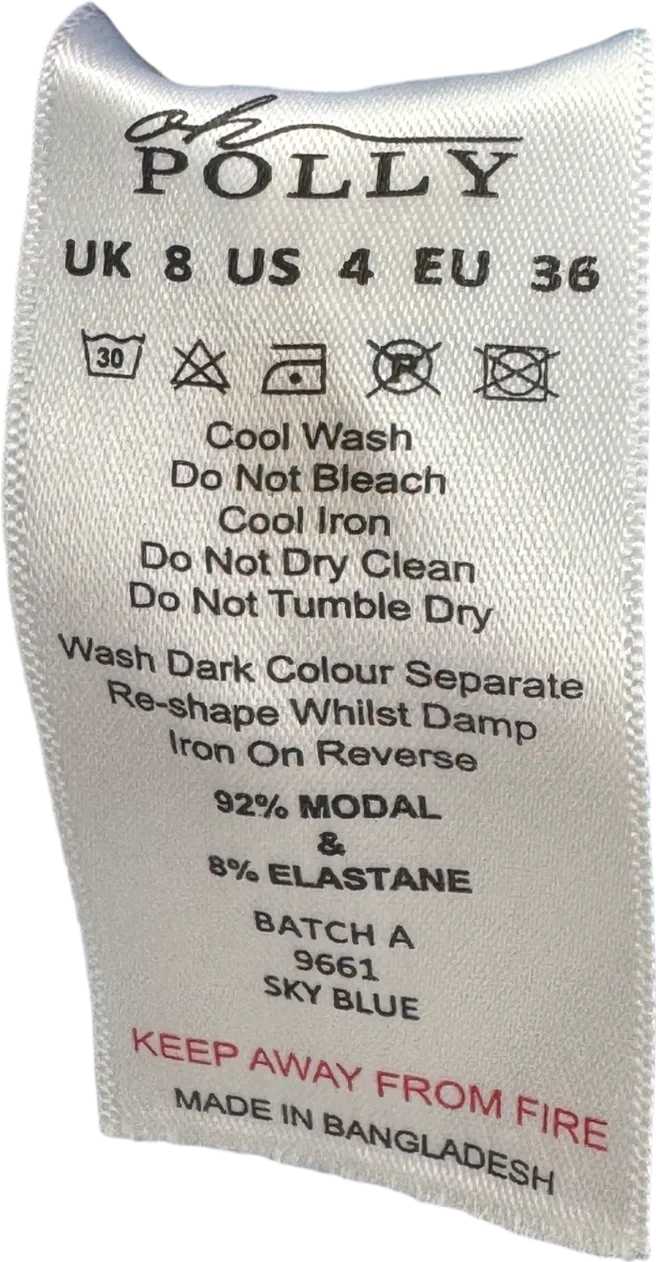 oh
POLLY
UK 8 US 4 EU 36
30 P
Cool Wash
Do Not Bleach
Cool Iron
Do Not Dry Clean
Do Not Tumble Dry
Wash Dark Colour Separate
Re-shape Whilst Damp
Iron On Reverse
92% MODAL
&
8% ELASTANE
BATCH A
9661
SKY BLUE
KEEP AWAY FROM FIRE
MADE IN BANGLADESH